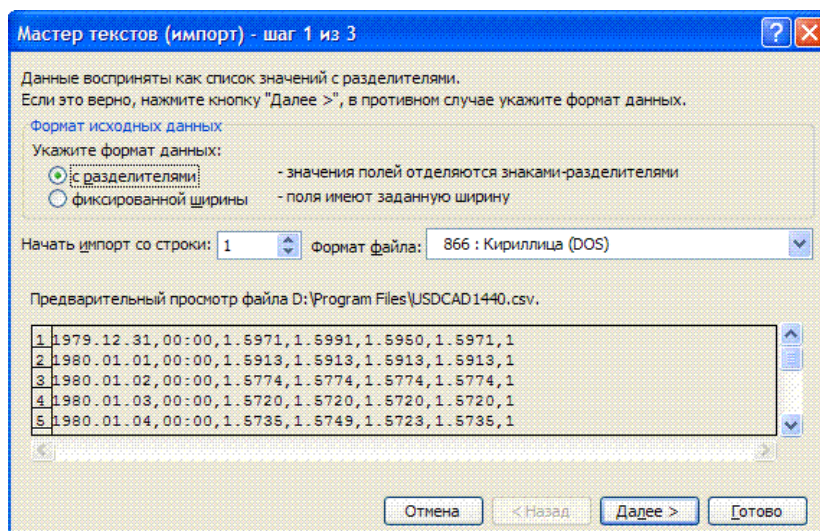 Мастер текстов (импорт) - шаг 1 из 3
Данные восприняты как список значений с разделителями.
Если это верно, нажмите кнопку "Далее >", в противном случае укажите формат данных.
Формат исходных данных
Укажите формат данных:
с разделителями - значения полей отделяются знаками-разделителями
фиксированной ширины - поля имеют заданную ширину
Начать импорт со строки: 1 Формат файла: 866 : Кириллица (DOS)
Предварительный просмотр файла D:\Program Files\USDCAD1440.csv.
1 1979.12.31,00:00,1.5971,1.5991,1.5950,1.5971,1
2 1980.01.01,00:00,1.5913,1.5913,1.5913,1.5913,1
3 1980.01.02,00:00,1.5774,1.5774,1.5774,1.5774,1
4 1980.01.03,00:00,1.5720,1.5720,1.5720,1.5720,1
5 1980.01.04,00:00,1.5735,1.5749,1.5723,1.5735,1
Отмена < Назад Далее > Готово